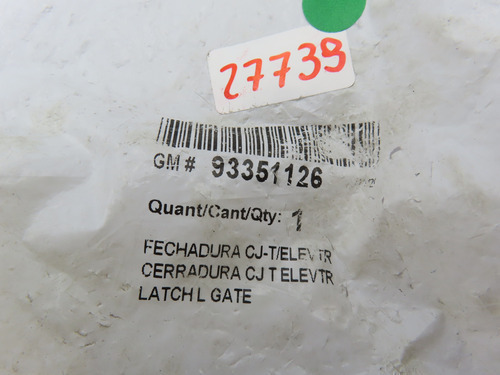 27739
GM # 93351126
Quant/Cant/Qty: 1
FECHADURA CJ-T/ELEVTR
CERRADURA CJ T ELEVTR
LATCH L GATE